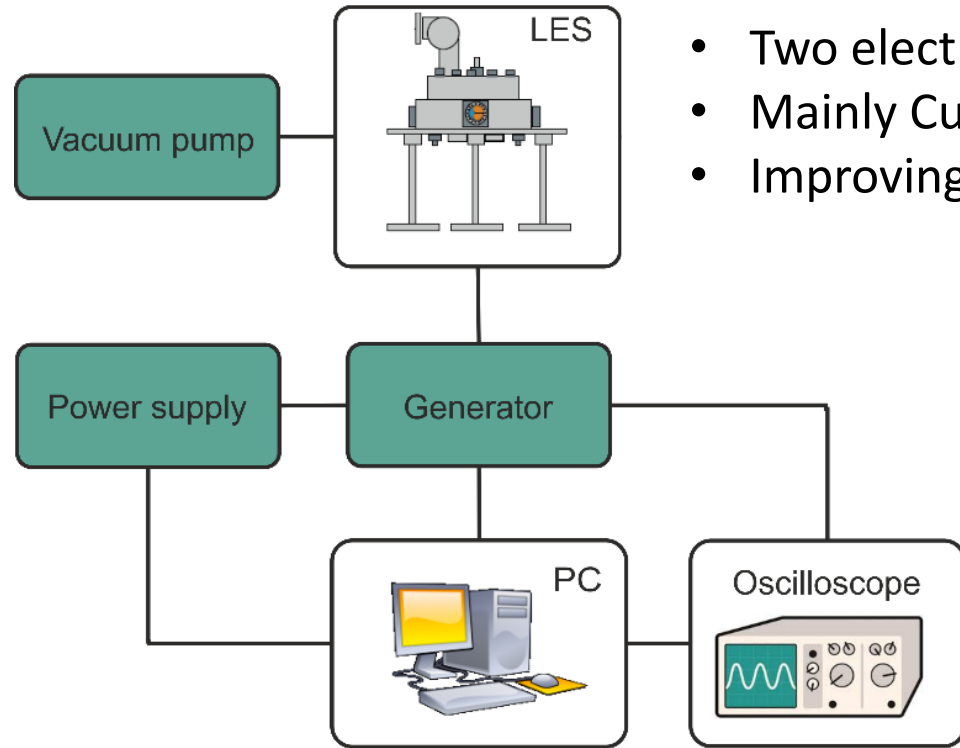 LES
• Two elect
• Mainly Cu
• Improving
Vacuum pump
Power supply
Generator
PC
Oscilloscope